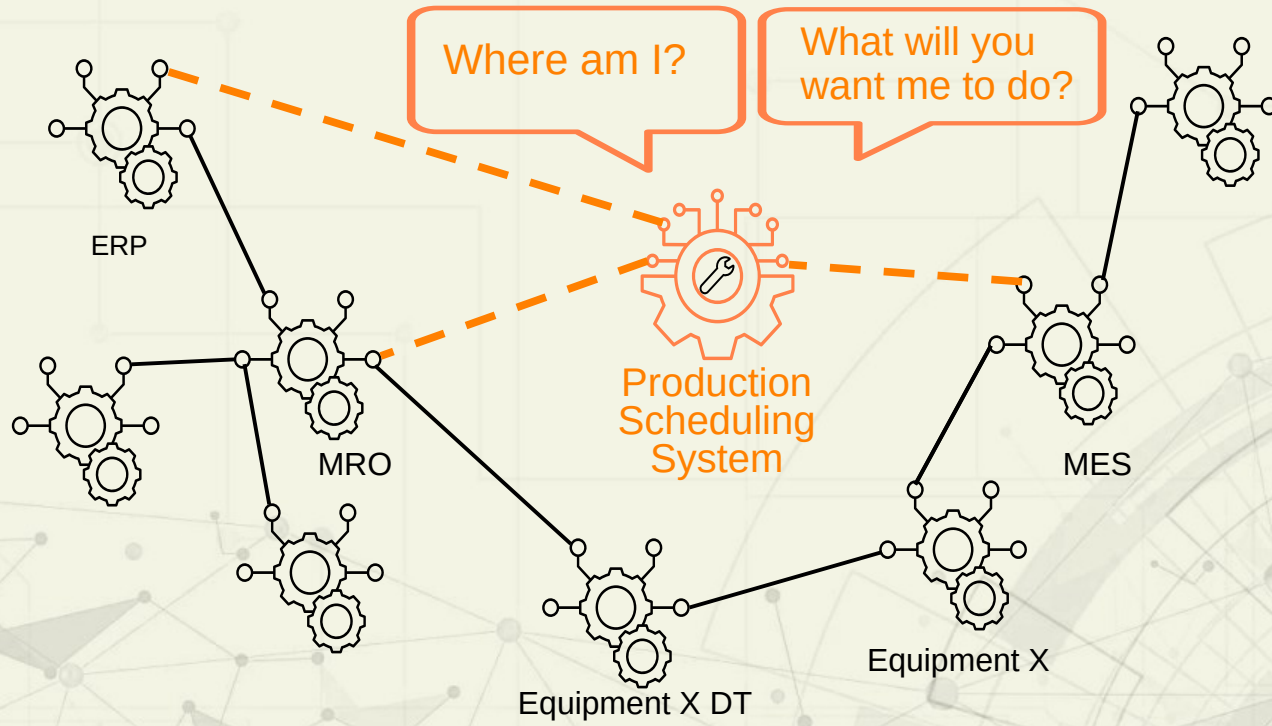 Where am I?
What will you
want me to do?
ERP
Production
Scheduling
System
MRO
MES
Equipment X
Equipment X DT